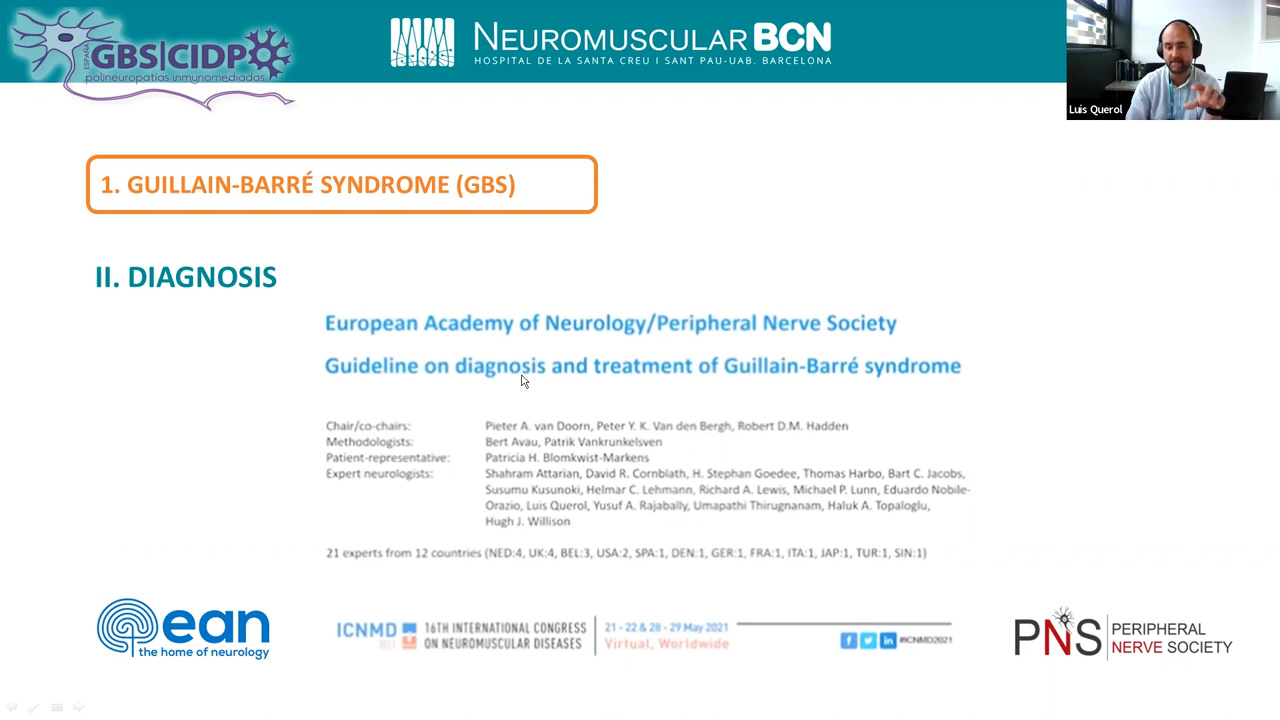 ESPAÑA
GBS|CIDP
polineuropatías inmunomediadas
NEUROMUSCULAR BCN
HOSPITAL DE LA SANTA CREU I SANT PAU-UAB. BARCELONA
Luis Querol
1. GUILLAIN-BARRÉ SYNDROME (GBS)
II. DIAGNOSIS
European Academy of Neurology/Peripheral Nerve Society
Guideline on diagnosis and treatment of Guillain-Barré syndrome
Chair/co-chairs: Pieter A. van Doorn, Peter Y. K. Van den Bergh, Robert D.M. Hadden
Methodologists: Bert Avau, Patrik Vankrunkelsven
Patient-representative: Patricia H. Blomkwist-Markens
Expert neurologists: Shahram Attarian, David R. Cornblath, H. Stephan Goedee, Thomas Harbo, Bart C. Jacobs,
Susumu Kusunoki, Helmar C. Lehmann, Richard A. Lewis, Michael P. Lunn, Eduardo Nobile-
Orazio, Luis Querol, Yusuf A. Rajabally, Umapathi Thirugnanam, Haluk A. Topaloglu,
Hugh J. Willison
21 experts from 12 countries (NED:4, UK:4, BEL:3, USA:2, SPA:1, DEN:1, GER:1, FRA:1, ITA:1, JAP:1, TUR:1, SIN:1)
ean
the home of neurology
ICNMD 2021
16TH INTERNATIONAL CONGRESS
ON NEUROMUSCULAR DISEASES
21 - 22 & 28 - 29 May 2021
Virtual, Worldwide
#ICNMD2021
PNS
PERIPHERAL
NERVE SOCIETY